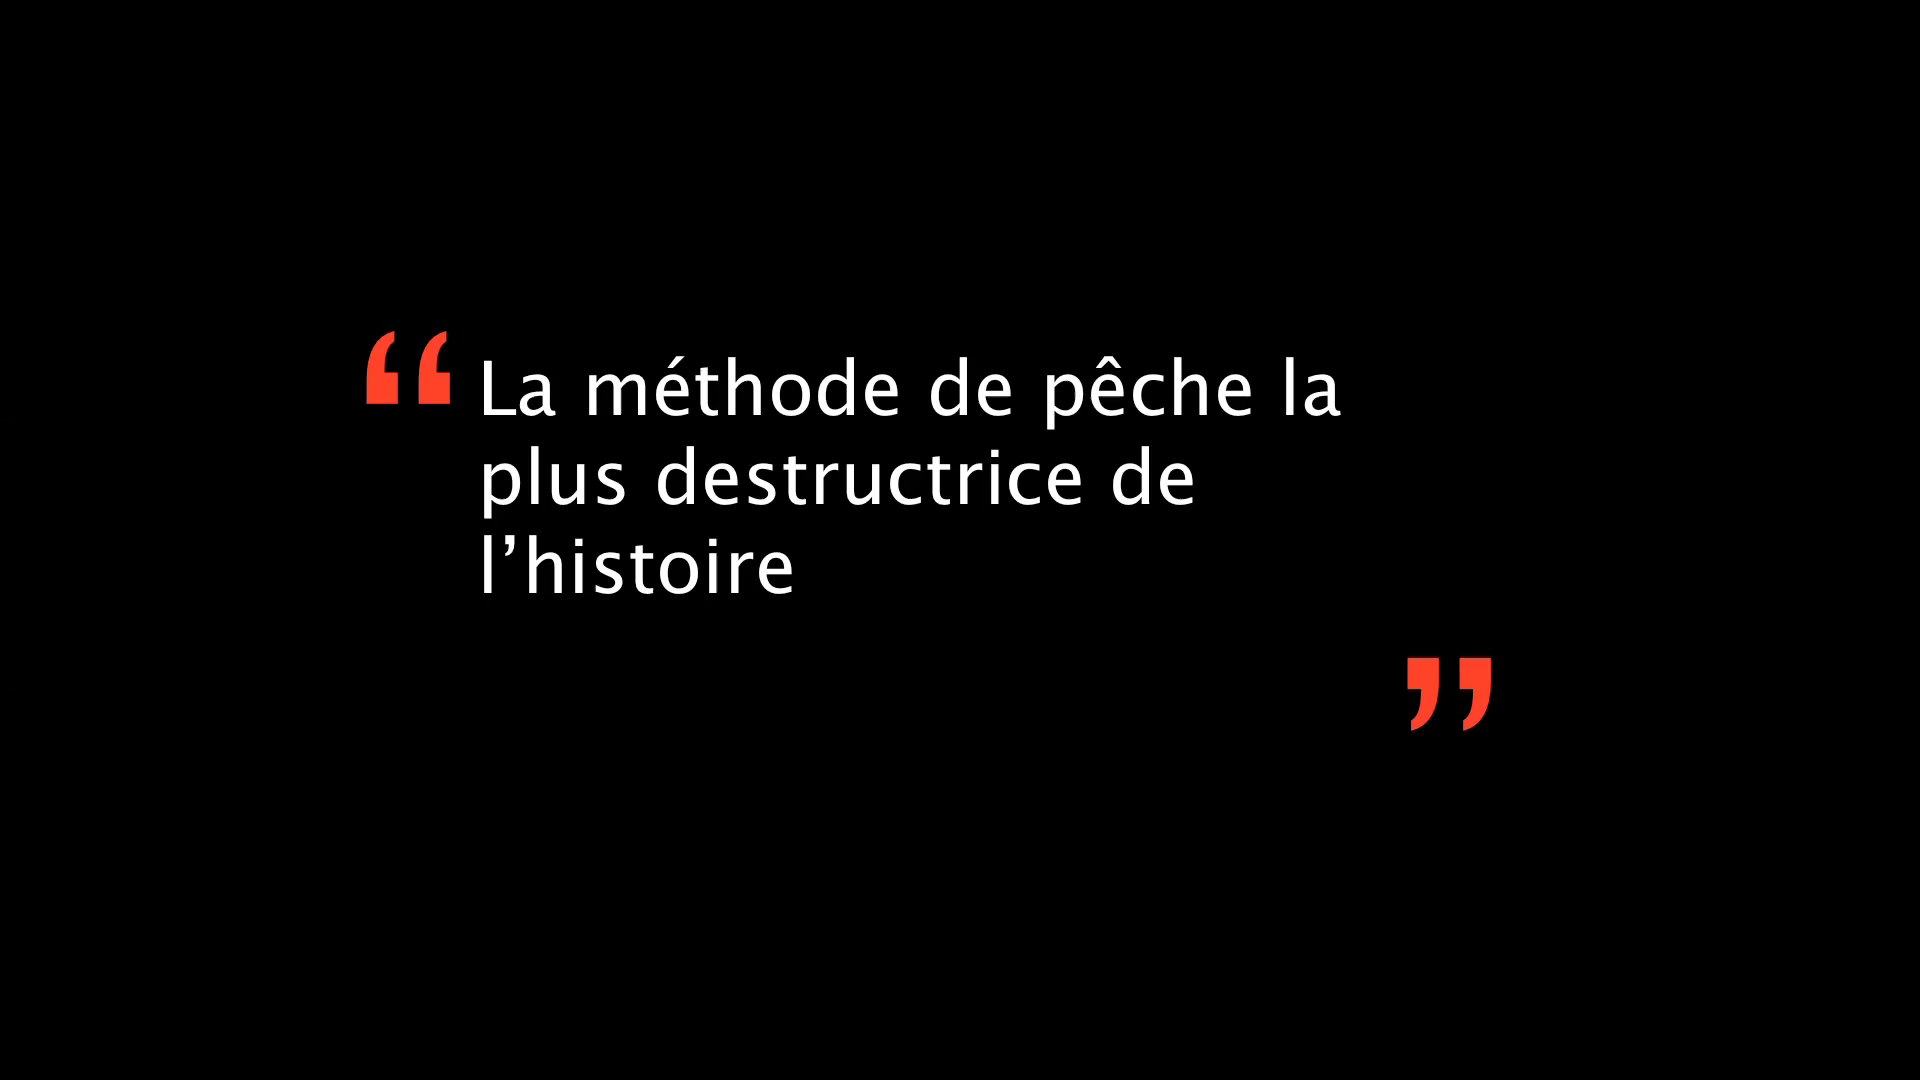 “La méthode de pêche la
plus destructrice de
l’histoire
”